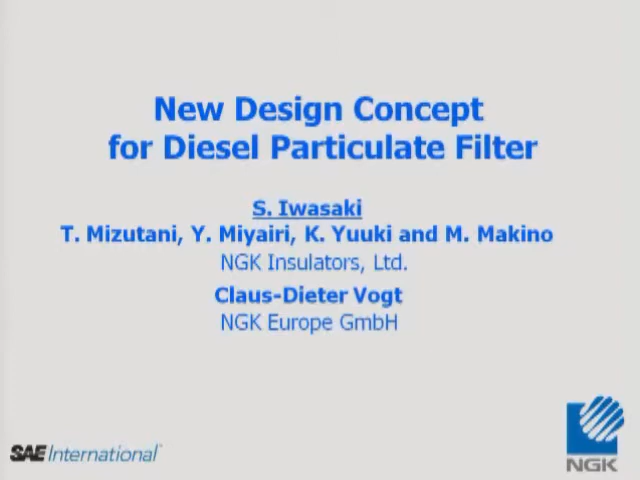 New Design Concept
for Diesel Particulate Filter
S. Iwasaki
T. Mizutani, Y. Miyairi, K. Yuuki and M. Makino
NGK Insulators, Ltd.
Claus-Dieter Vogt
NGK Europe GmbH
SAE International
NGK